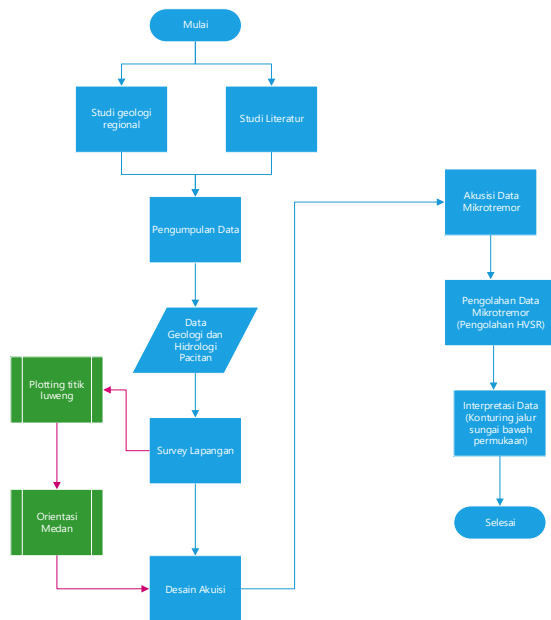 Mulai
Studi geologi
regional
Studi Literatur
Pengumpulan Data
Data
Geologi dan
Hidrologi
Pacitan
Plotting titik
luweng
Survey Lapangan
Orientasi
Medan
Desain Akuisi
Akusisi Data
Mikrotremor
Pengolahan Data
Mikrotremor
(Pengolahan HVSR)
Interpretasi Data
(Konturing jalur
sungai bawah
permukaan)
Selesai